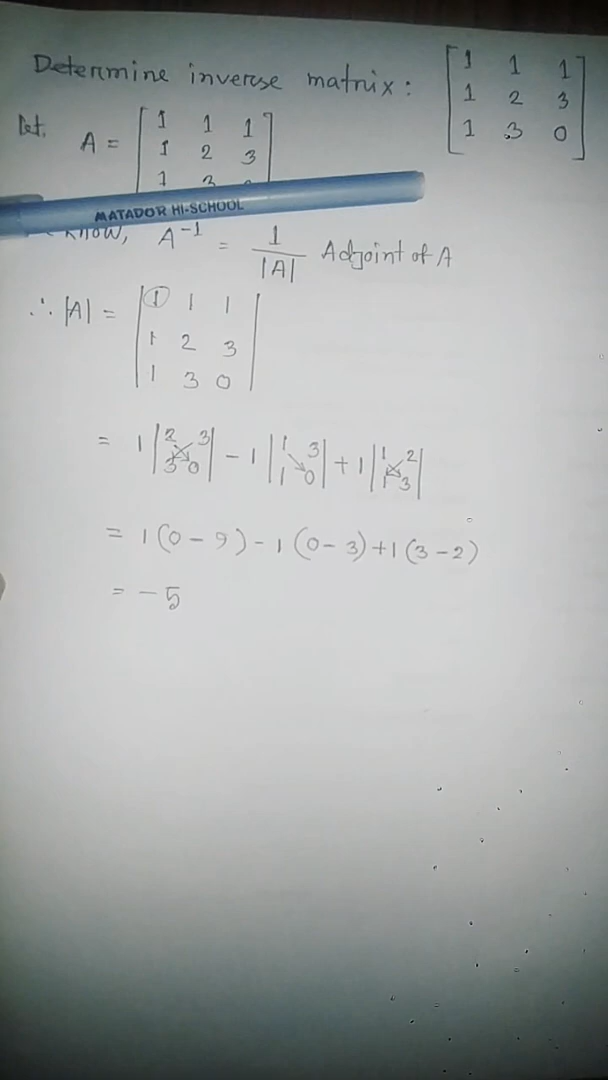 Determine inverse matrix: [1 1 1
1 2 3
1 3 0]
Let, A = [1 1 1
1 2 3
1 3
MATADOR HI-SCHOOL
know, A⁻¹ = 1/|A| Adjoint of A
∴ |A| = |1 1 1
1 2 3
1 3 0|
= 1 |2 3 3 0| - 1 |1 3 1 0| + 1 |1 2 1 3|
= 1(0-9) - 1(0-3) + 1(3-2)
= -5